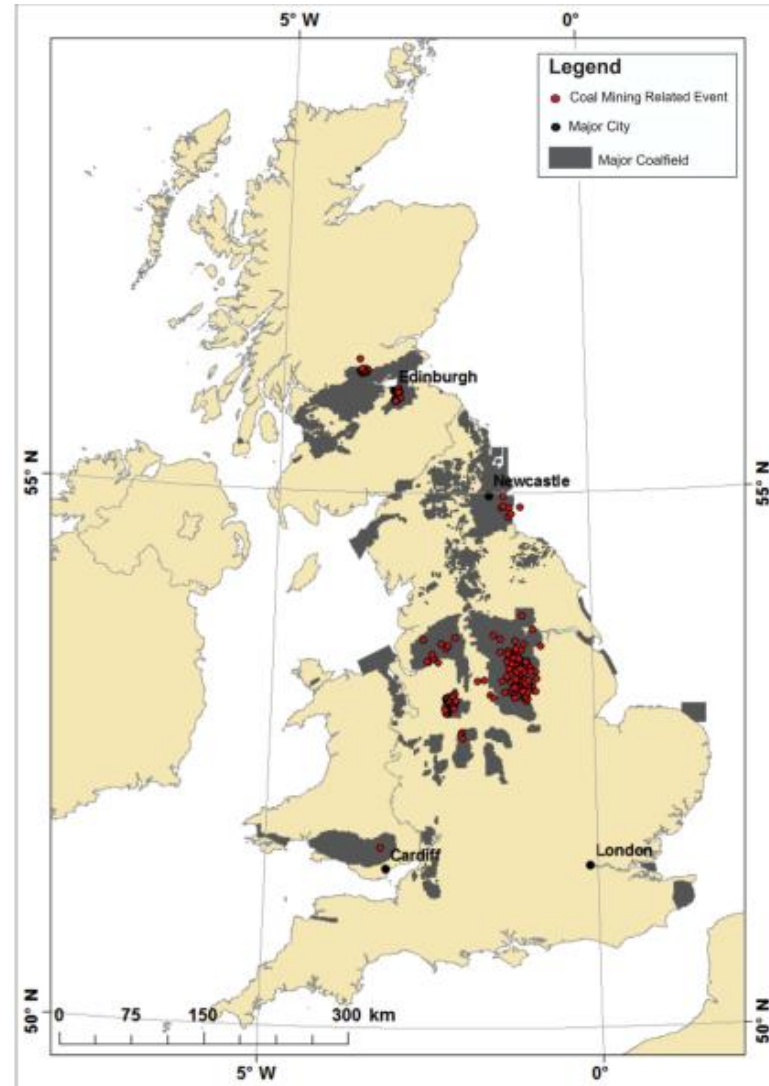 5° W
0°
Legend
Coal Mining Related Event
Major City
Major Coalfield
Edinburgh
Newcastle
55° N
55° N
Cardiff
London
0 75 150 300 km
50° N
50° N
5° W
0°